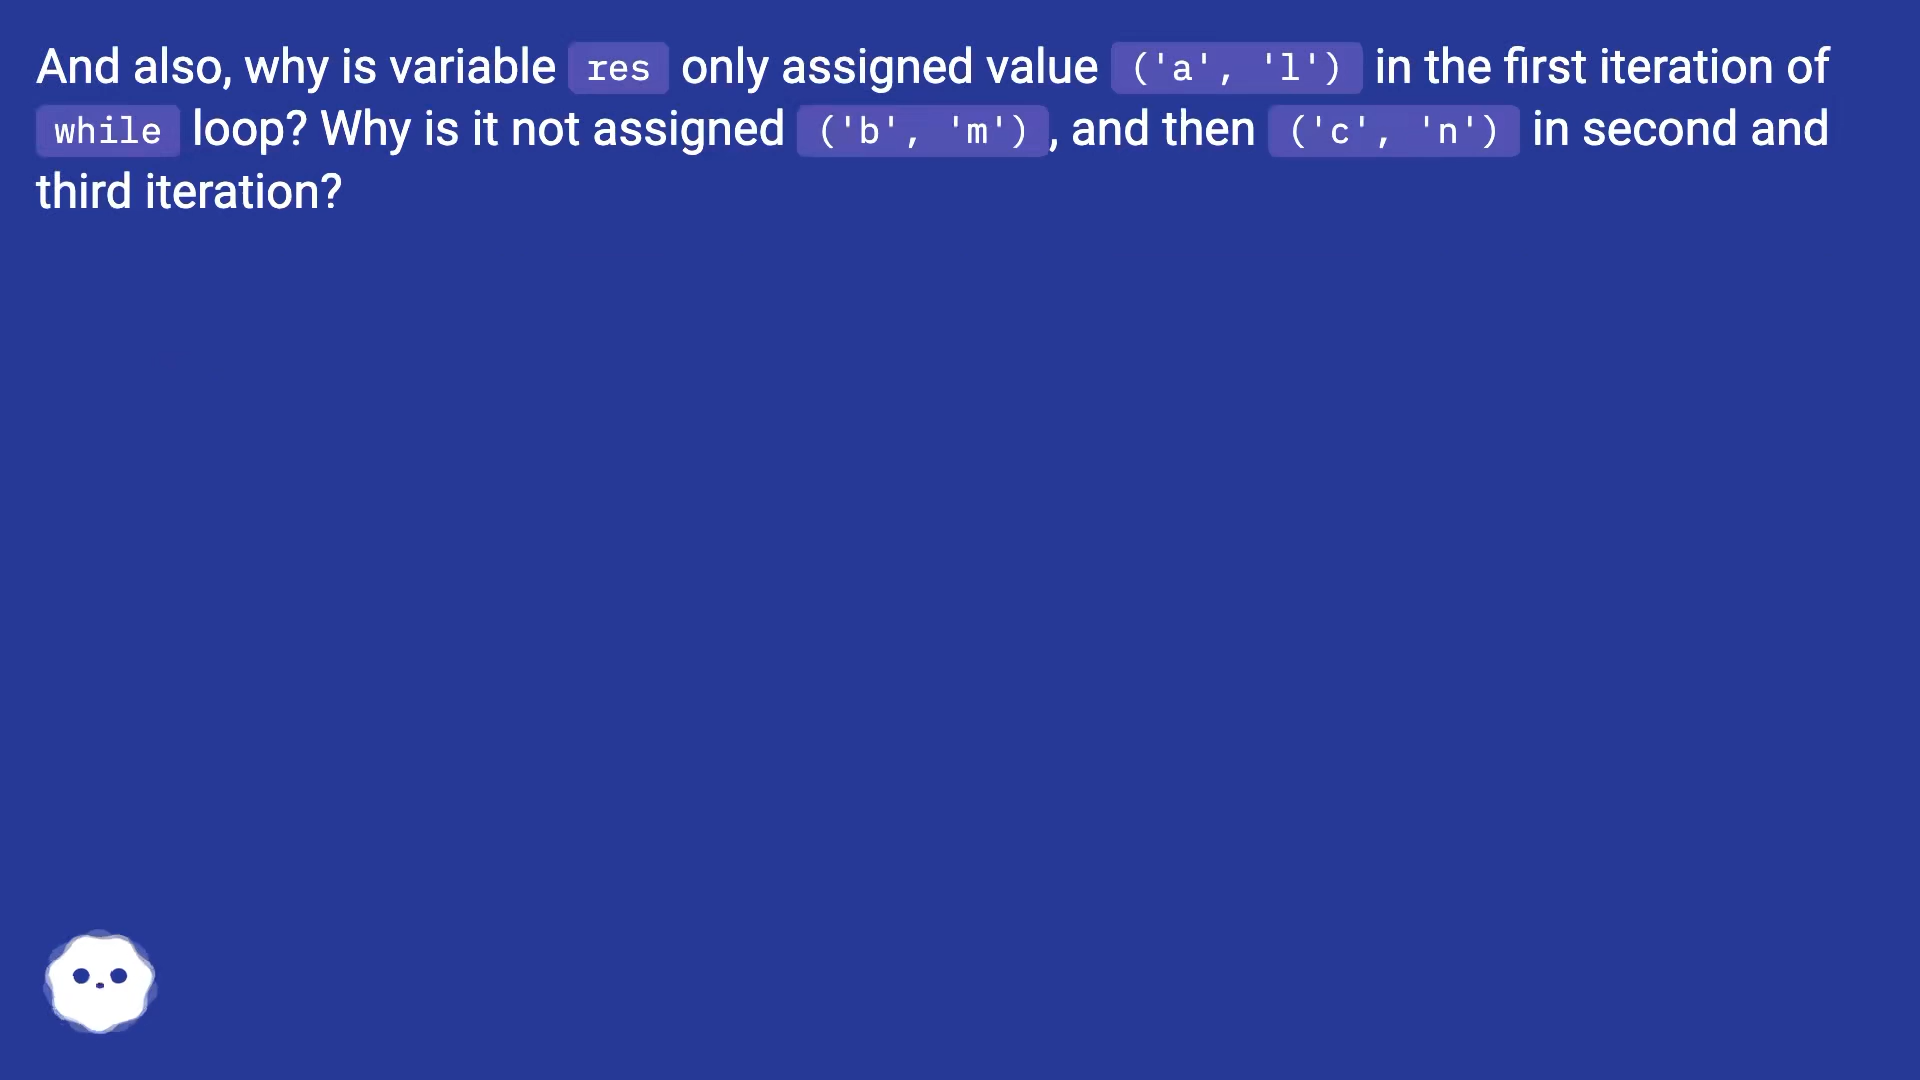 And also, why is variable res only assigned value ('a', 'l') in the first iteration of
while loop? Why is it not assigned ('b', 'm'), and then ('c', 'n') in second and
third iteration?